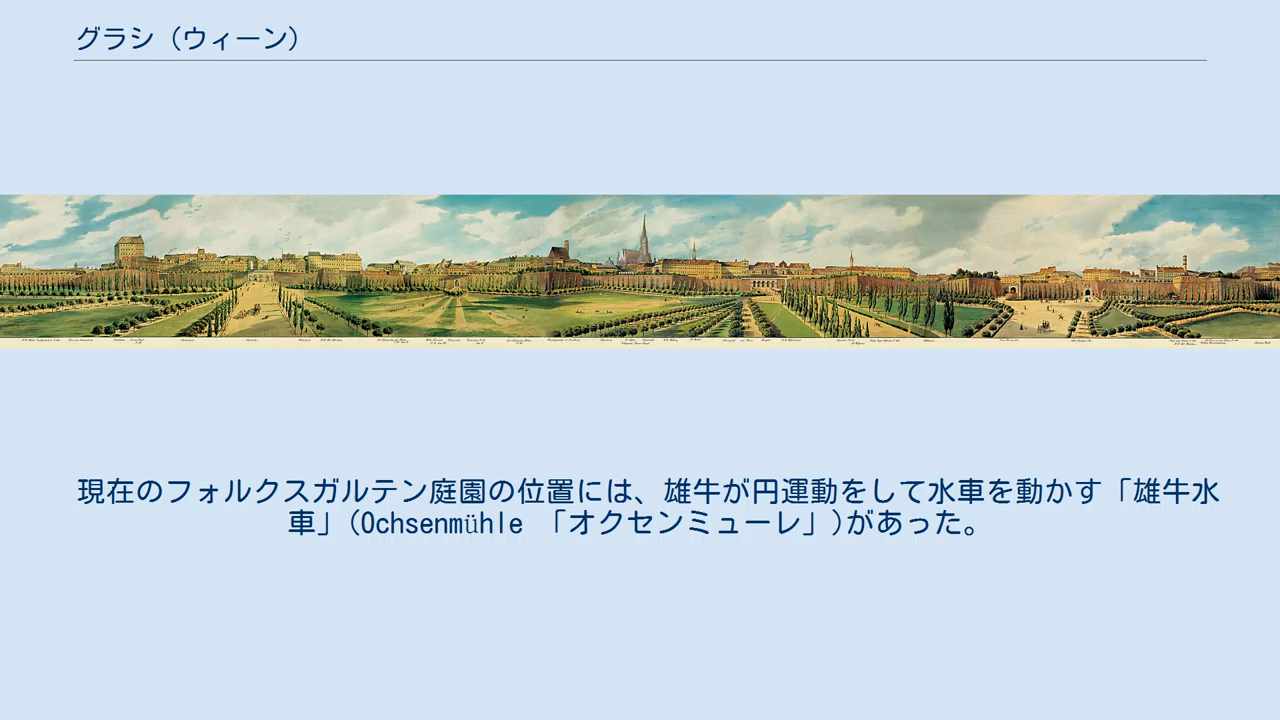 グラシ（ウィーン）
現在のフォルクスガルテン庭園の位置には、雄牛が円運動をして水車を動かす「雄牛水
車」(Ochsenmühle 「オクセンミューレ」)があった。